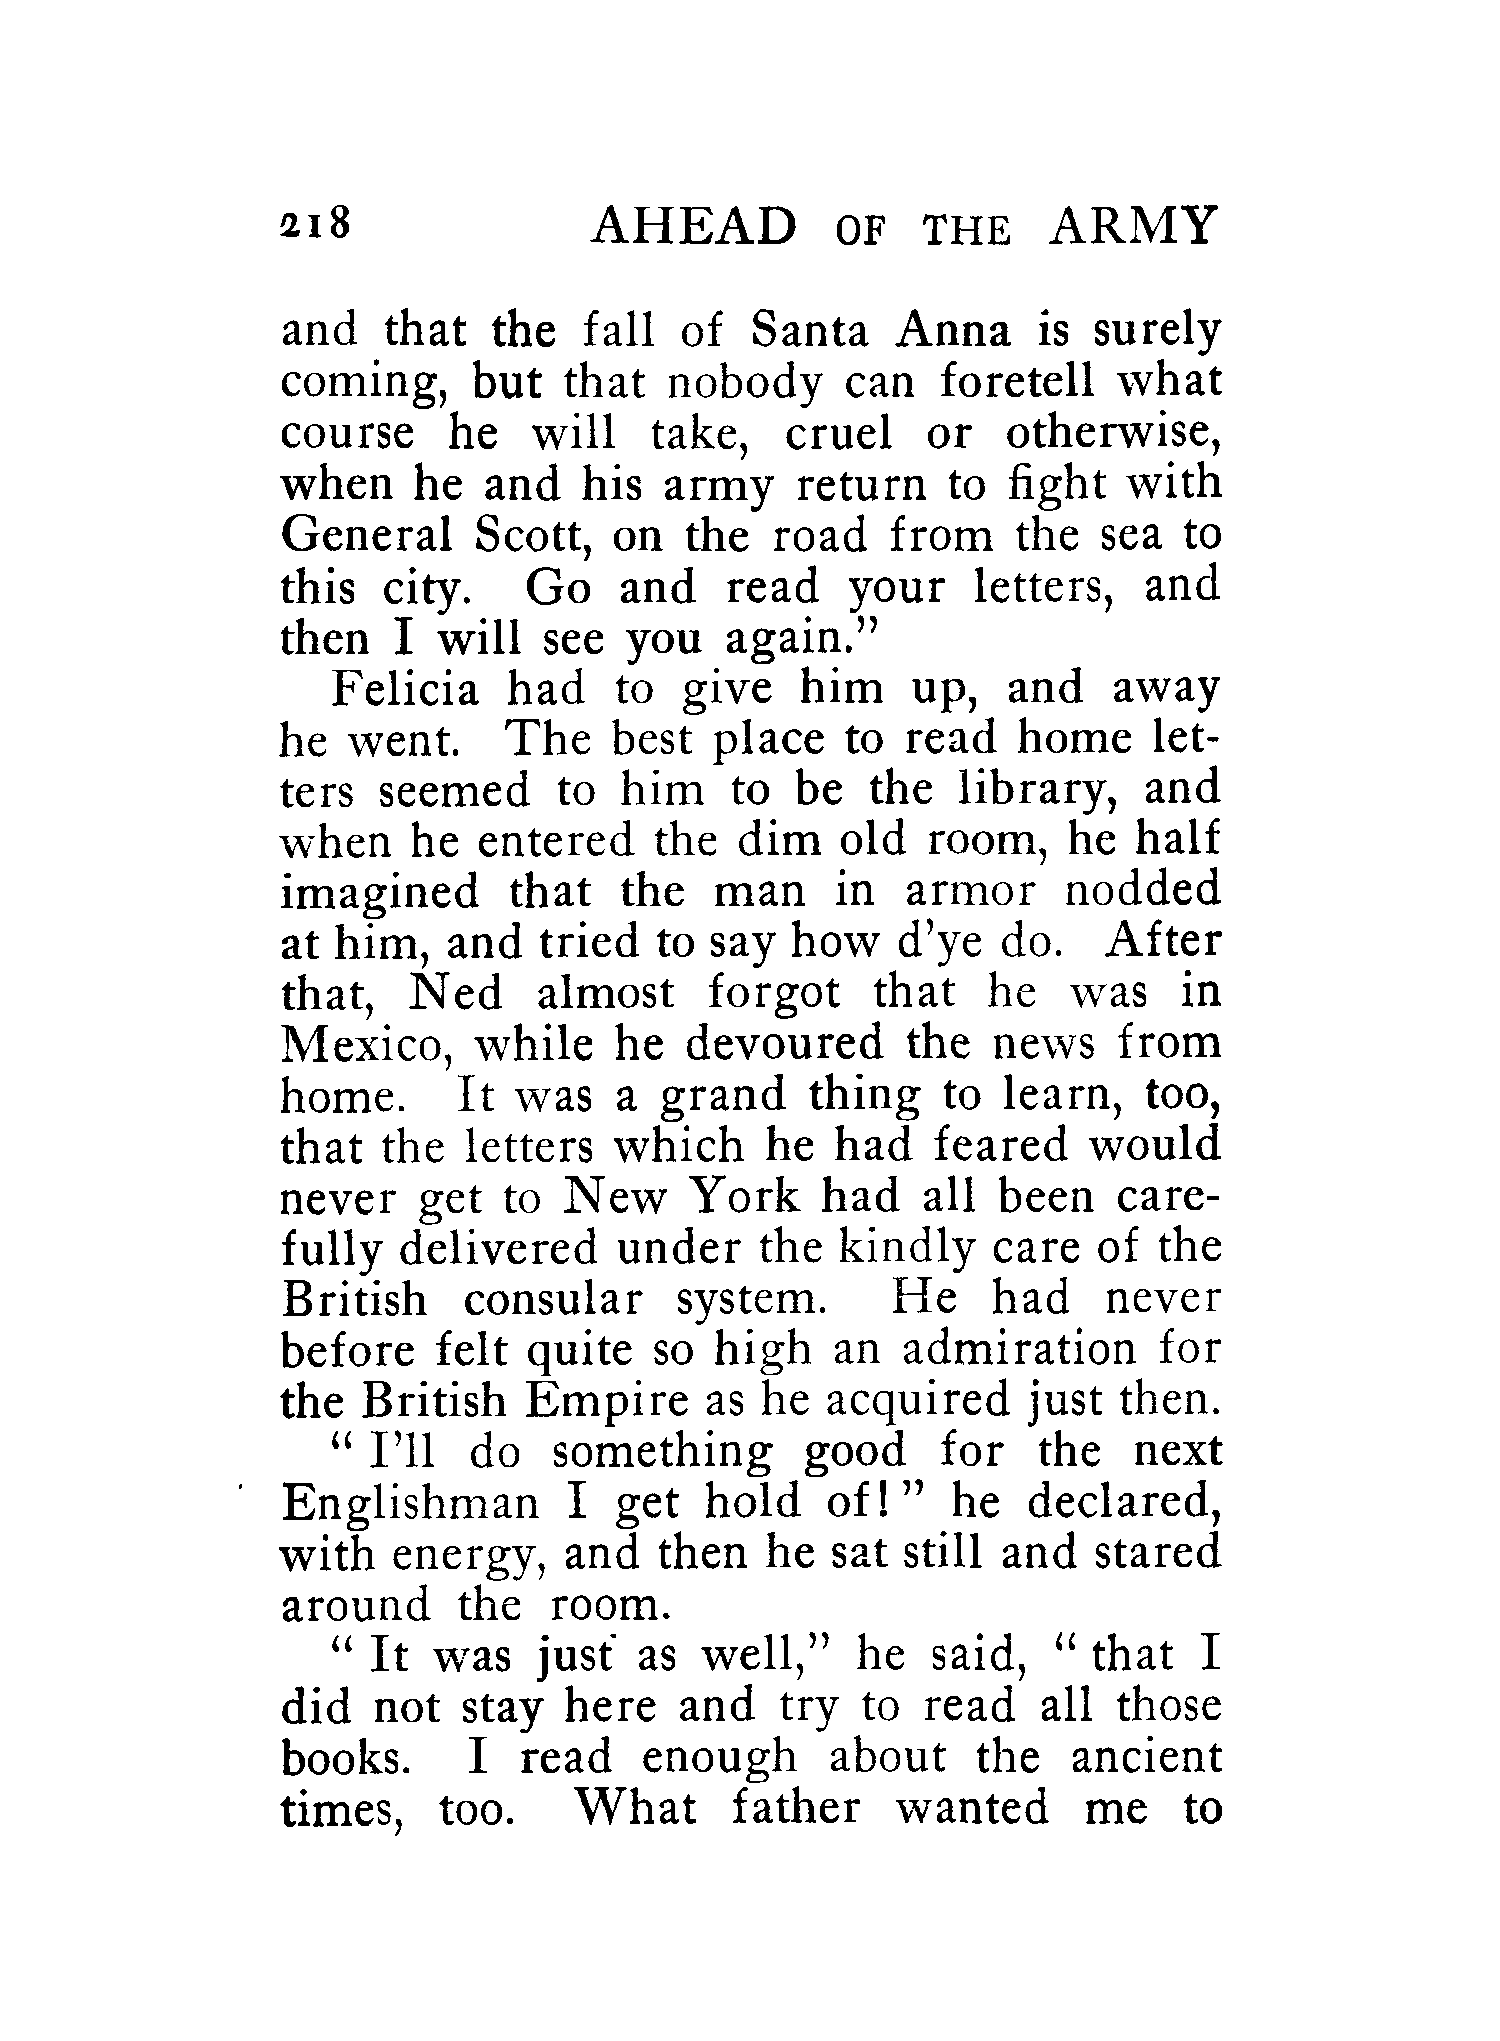 218 AHEAD OF THE ARMY
and that the fall of Santa Anna is surely
coming, but that nobody can foretell what
course he will take, cruel or otherwise,
when he and his army return to fight with
General Scott, on the road from the sea to
this city. Go and read your letters, and
then I will see you again.”
Felicia had to give him up, and away
he went. The best place to read home let-
ters seemed to him to be the library, and
when he entered the dim old room, he half
imagined that the man in armor nodded
at him, and tried to say how d’ye do. After
that, Ned almost forgot that he was in
Mexico, while he devoured the news from
home. It was a grand thing to learn, too,
that the letters which he had feared would
never get to New York had all been care-
fully delivered under the kindly care of the
British consular system. He had never
before felt quite so high an admiration for
the British Empire as he acquired just then.
“ I’ll do something good for the next
Englishman I get hold of! ” he declared,
with energy, and then he sat still and stared
around the room.
“ It was just as well,” he said, “ that I
did not stay here and try to read all those
books. I read enough about the ancient
times, too. What father wanted me to